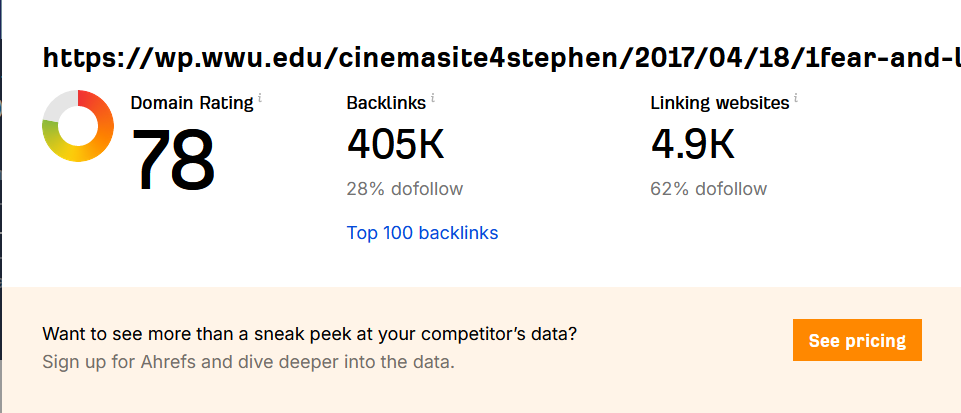 https://wp.wwu.edu/cinemasite4stephen/2017/04/18/1fear-and-l
Domain Rating i
Backlinks i
Linking websites i
78
405K
4.9K
28% dofollow
62% dofollow
Top 100 backlinks
Want to see more than a sneak peek at your competitor’s data?
Sign up for Ahrefs and dive deeper into the data.
See pricing